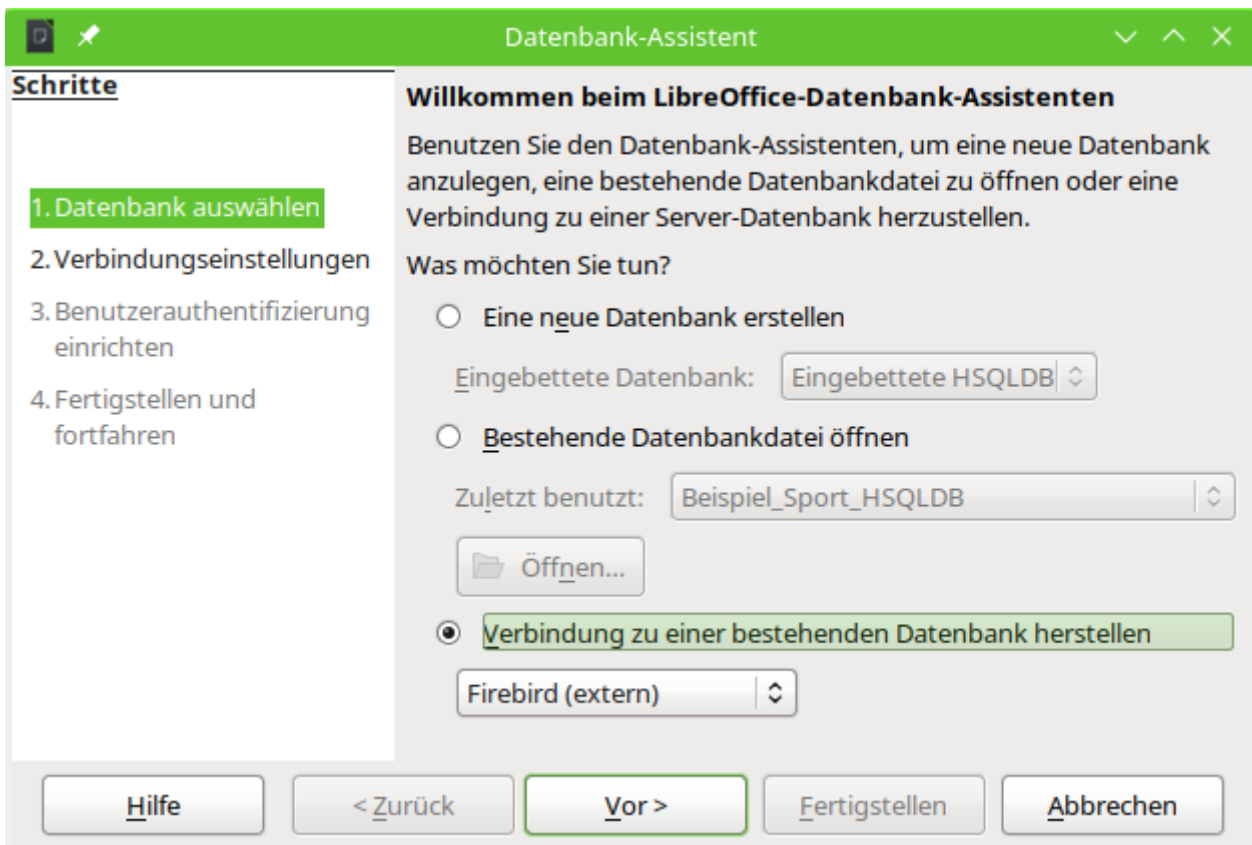 Datenbank-Assistent
Schritte
1. Datenbank auswählen
2. Verbindungseinstellungen
3. Benutzerauthentifizierung
einrichten
4. Fertigstellen und
fortfahren
Willkommen beim LibreOffice-Datenbank-Assistenten
Benutzen Sie den Datenbank-Assistenten, um eine neue Datenbank
anzulegen, eine bestehende Datenbankdatei zu öffnen oder eine
Verbindung zu einer Server-Datenbank herzustellen.
Was möchten Sie tun?
Eine neue Datenbank erstellen
Eingebettete Datenbank: Eingebettete HSQLDB
Bestehende Datenbankdatei öffnen
Zuletzt benutzt: Beispiel_Sport_HSQLDB
Öffnen...
Verbindung zu einer bestehenden Datenbank herstellen
Firebird (extern)
Hilfe < Zurück Vor > Fertigstellen Abbrechen